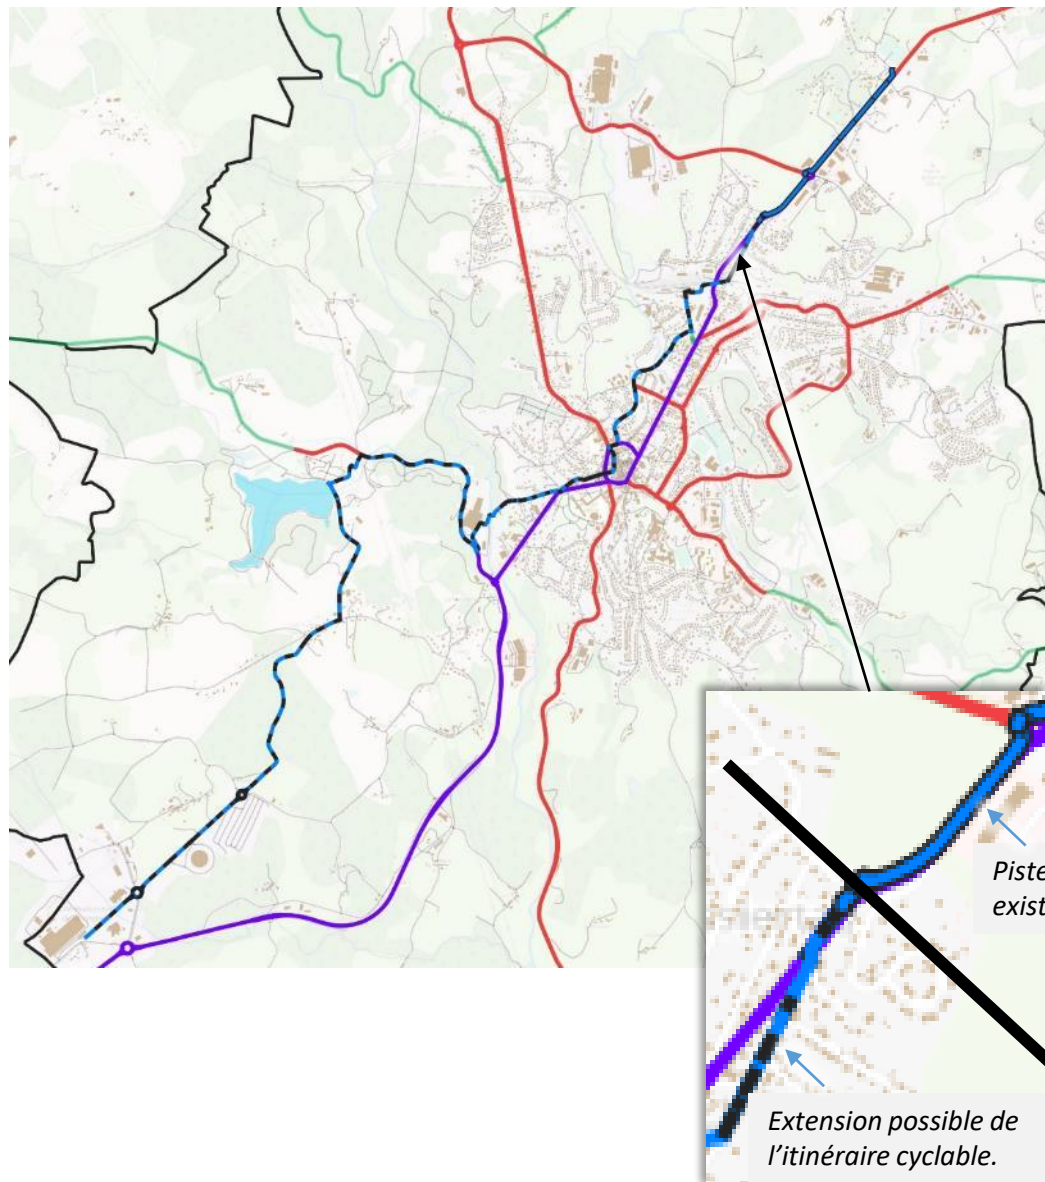 Piste
exist
Extension possible de
l’itinéraire cyclable.